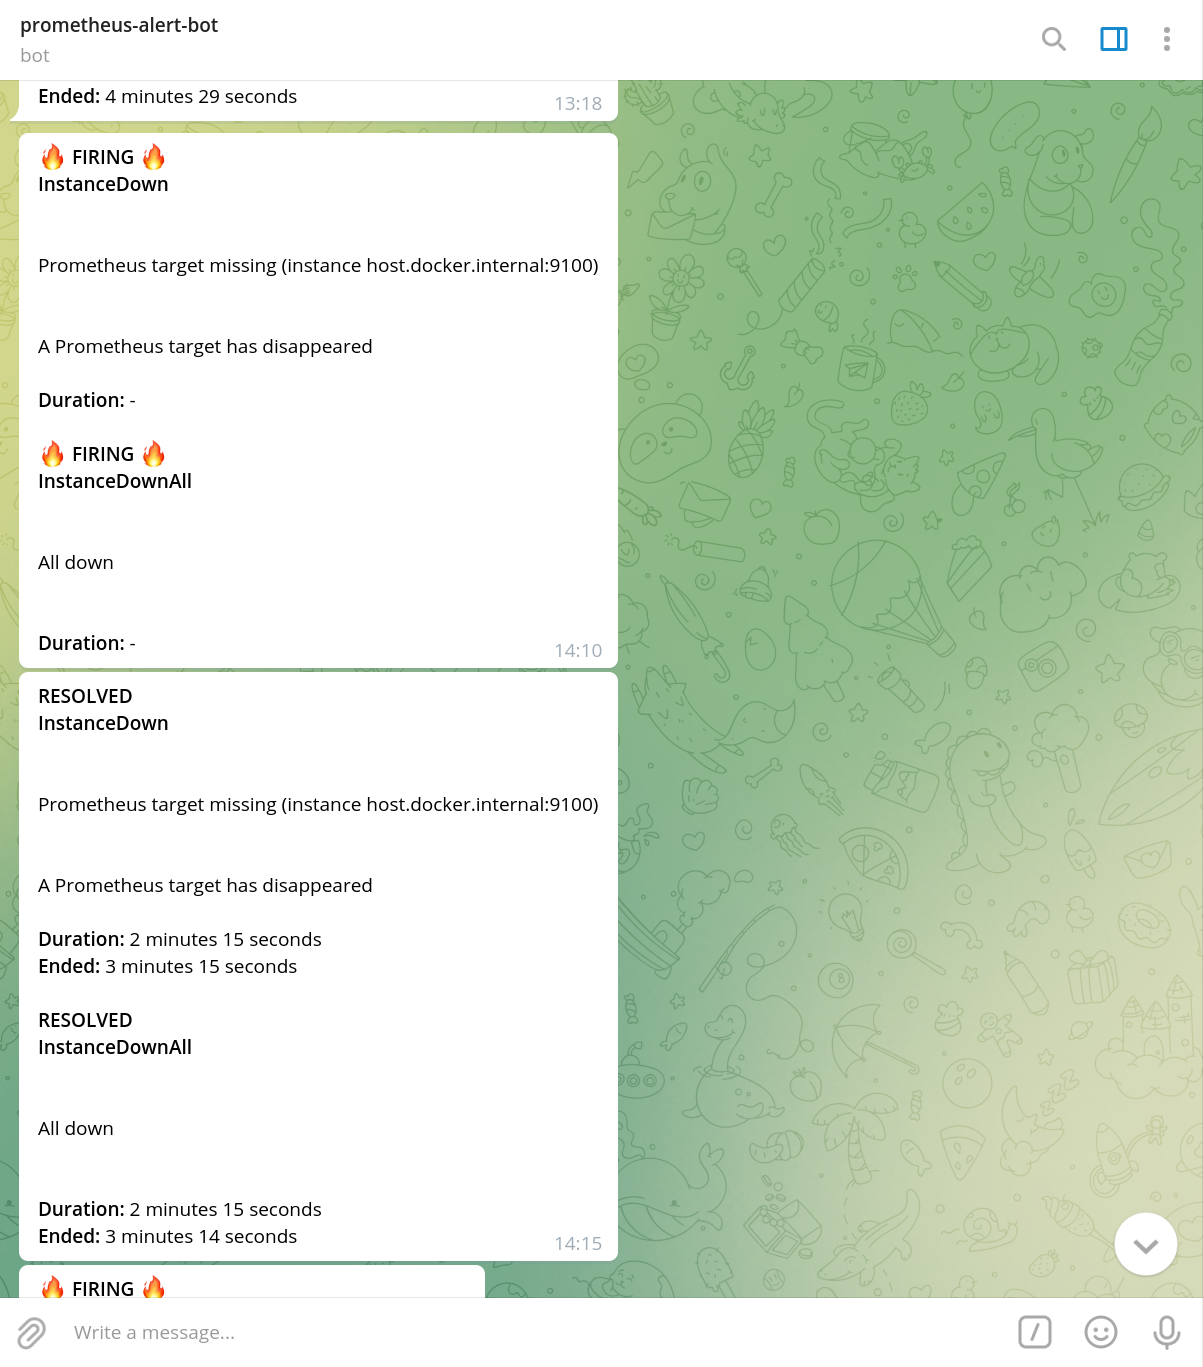 prometheus-alert-bot
bot
Ended: 4 minutes 29 seconds
13:18
🔥 FIRING 🔥
InstanceDown
Prometheus target missing (instance host.docker.internal:9100)
A Prometheus target has disappeared
Duration: -
🔥 FIRING 🔥
InstanceDownAll
All down
Duration: -
14:10
RESOLVED
InstanceDown
Prometheus target missing (instance host.docker.internal:9100)
A Prometheus target has disappeared
Duration: 2 minutes 15 seconds
Ended: 3 minutes 15 seconds
RESOLVED
InstanceDownAll
All down
Duration: 2 minutes 15 seconds
Ended: 3 minutes 14 seconds
14:15
🔥 FIRING 🔥
Write a message...